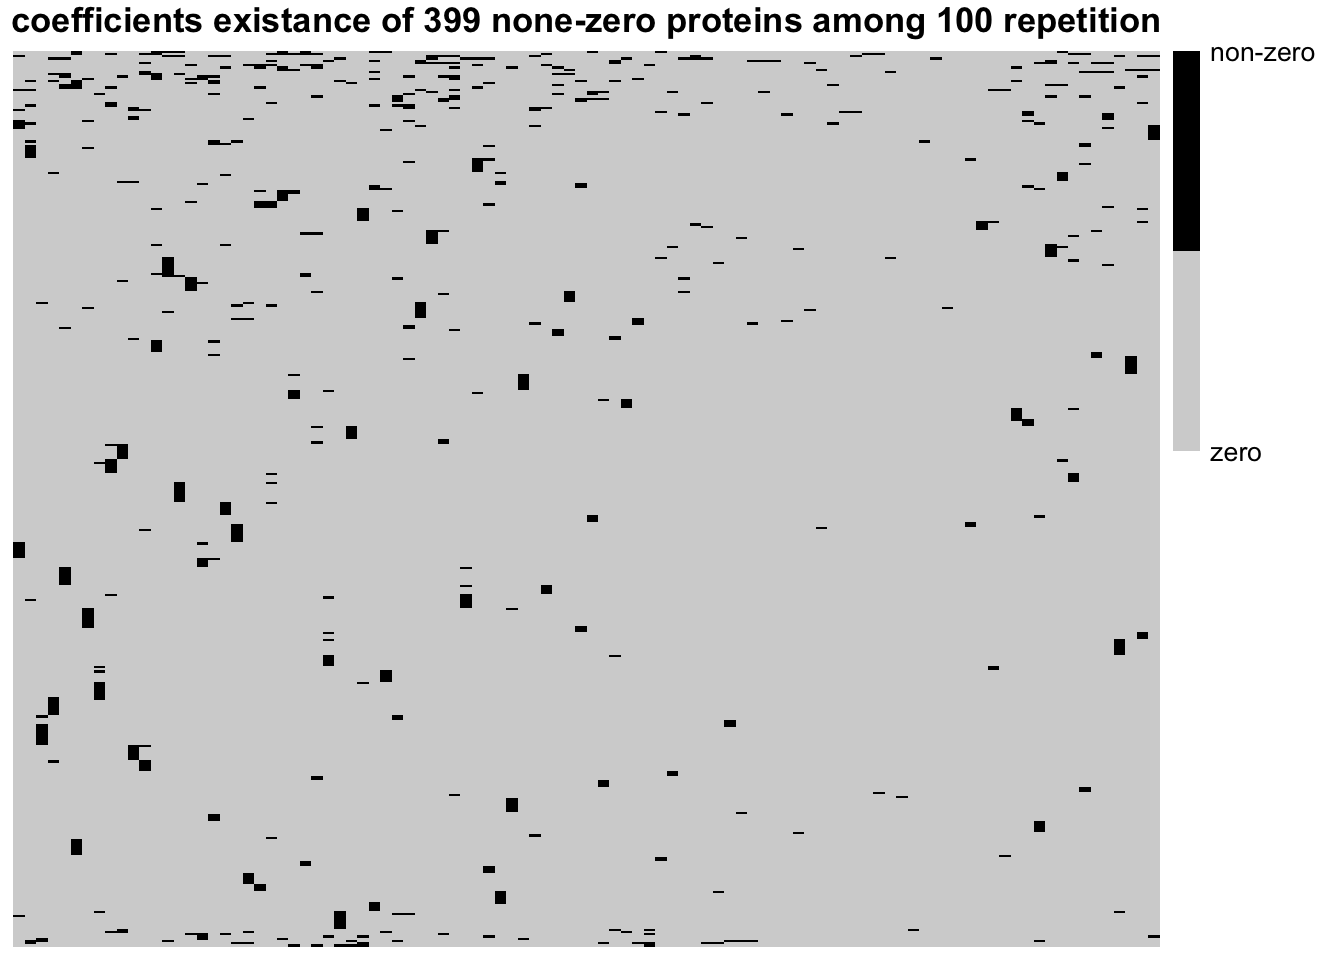 coefficients existance of 399 none-zero proteins among 100 repetition
non-zero
zero